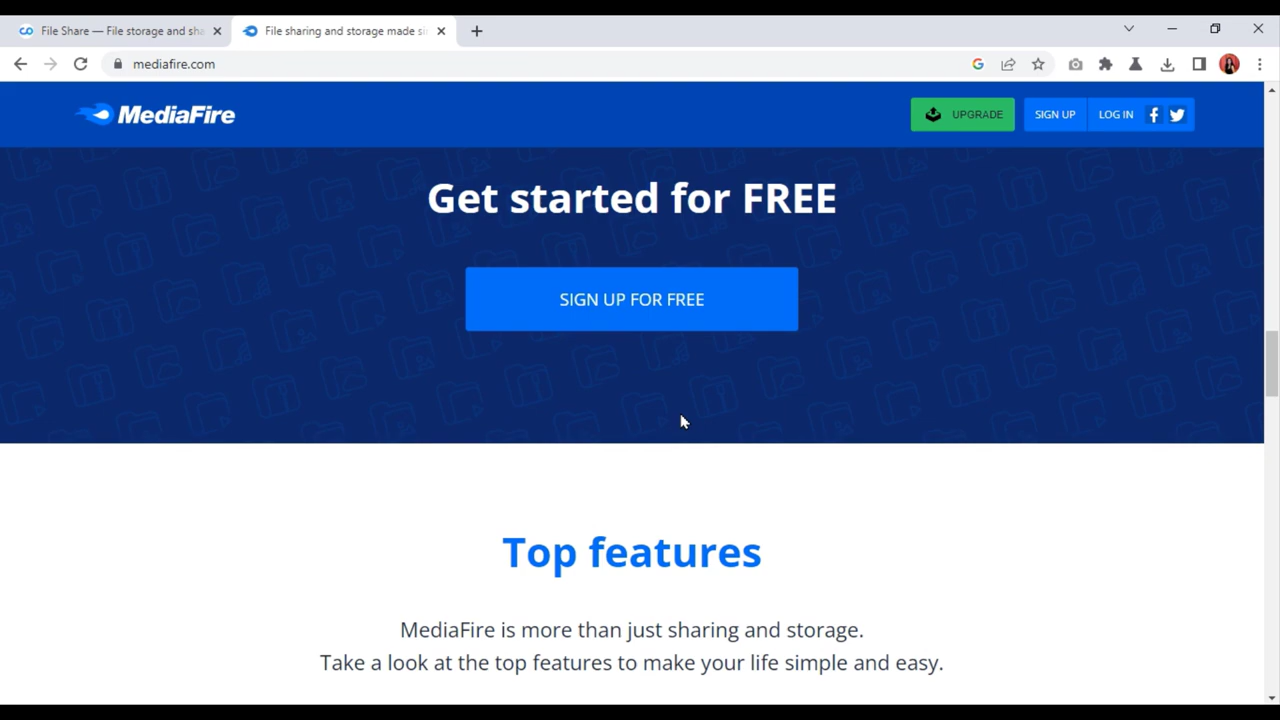 File Share — File storage and sha
File sharing and storage made si
mediafire.com
MediaFire
UPGRADE
SIGN UP
LOG IN
Get started for FREE
SIGN UP FOR FREE
Top features
MediaFire is more than just sharing and storage.
Take a look at the top features to make your life simple and easy.